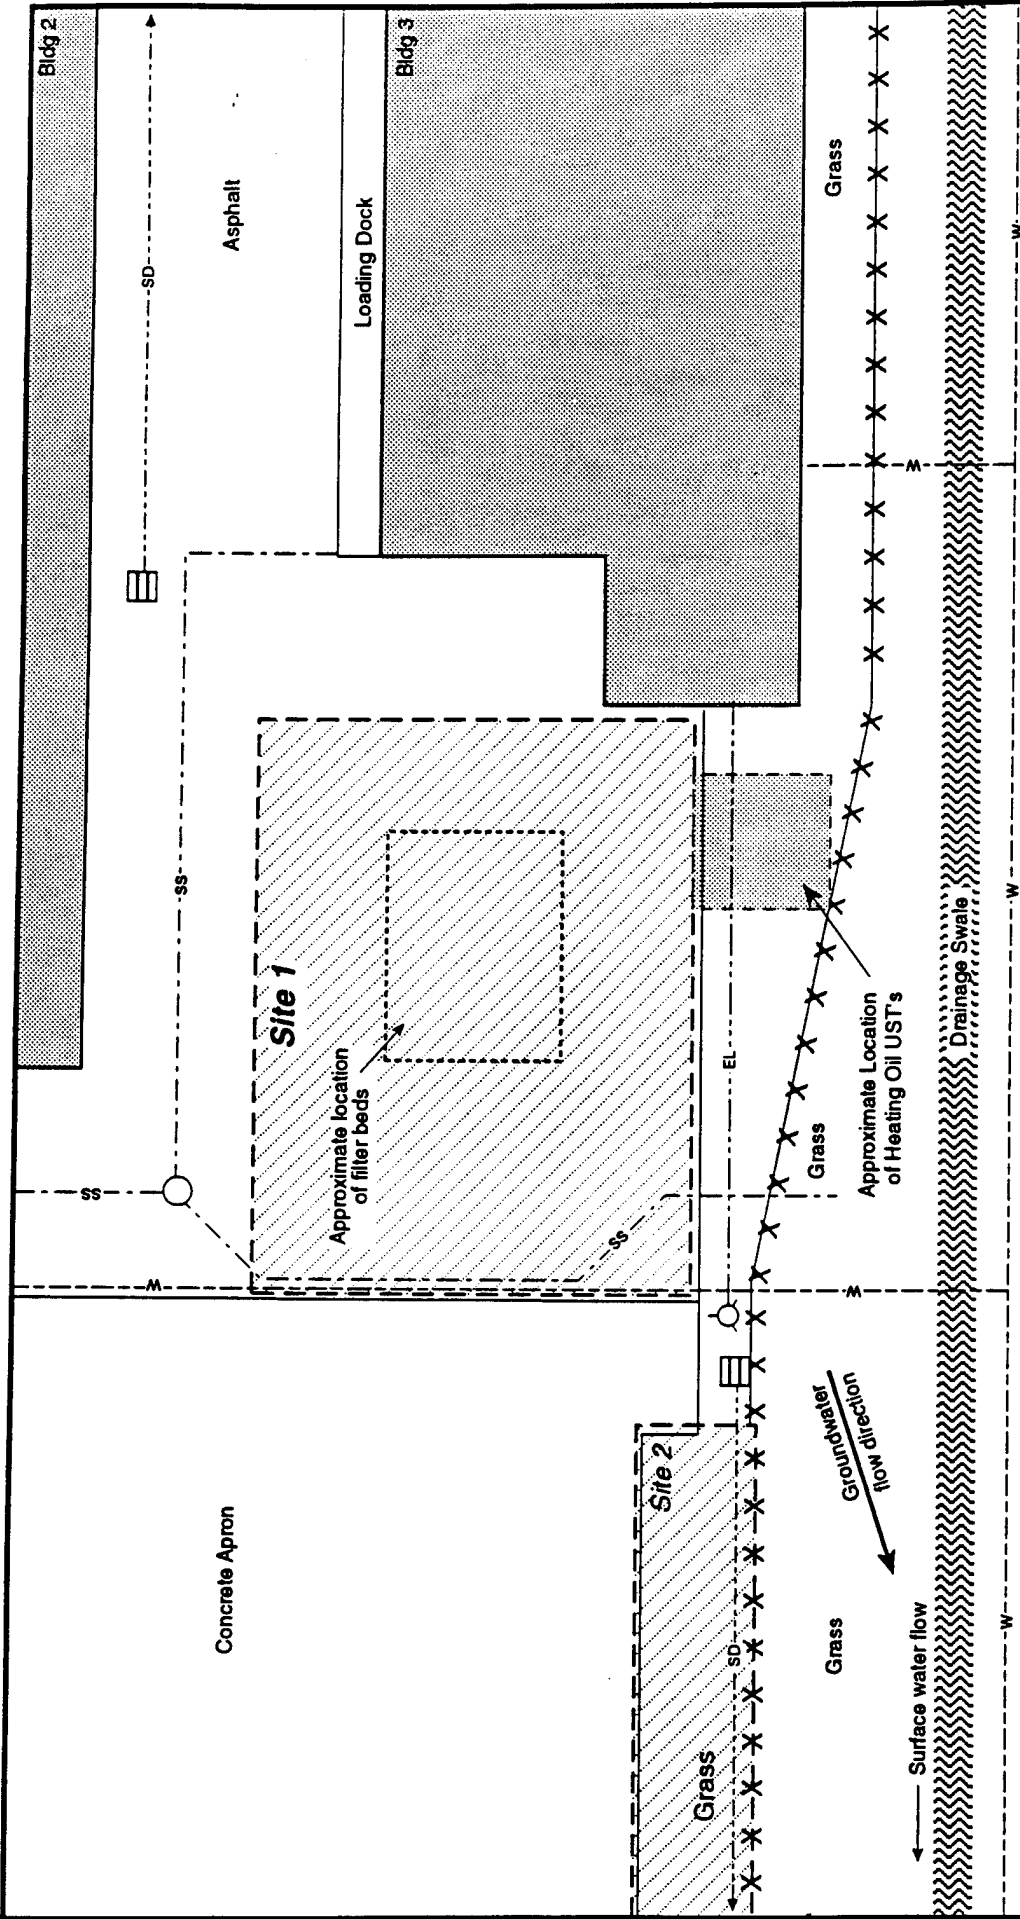 Bldg 2
SD
Asphalt
Loading Dock
Bldg 3
Grass
W
W
SS
SS
W
Site 1
Approximate location
of filter beds
SS
EL
Approximate Location
of Heating Oil UST's
Grass
Drainage Swale
W
W
Concrete Apron
Site 2
SD
Grass
Groundwater
flow direction
Grass
Surface water flow
W